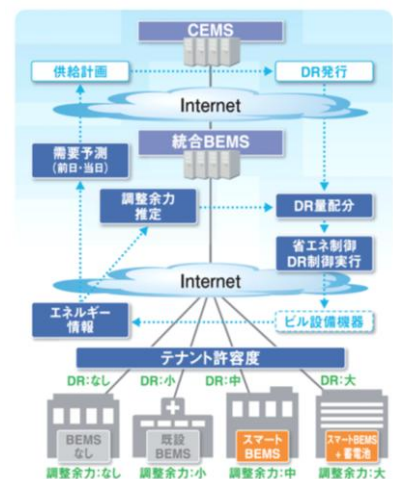 CEMS
供給計画
DR発行
Internet
統合BEMS
需要予測
(前日・当日)
調整余力
推定
DR量配分
省エネ制御
DR制御実行
Internet
エネルギー
情報
ビル設備機器
テナント許容度
DR:なし
DR:小
DR:中
DR:大
BEMS
なし
既設
BEMS
スマート
BEMS
スマートBEMS
+蓄電池
調整余力:なし
調整余力:小
調整余力:中
調整余力:大